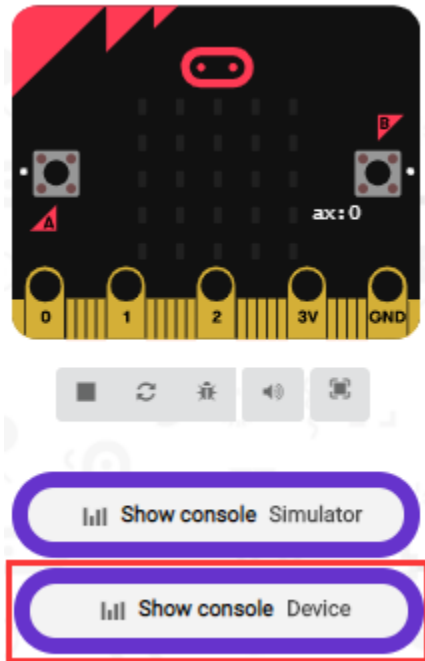 B
A
ax:0
0 1 2 3V GND
Show console Simulator
Show console Device